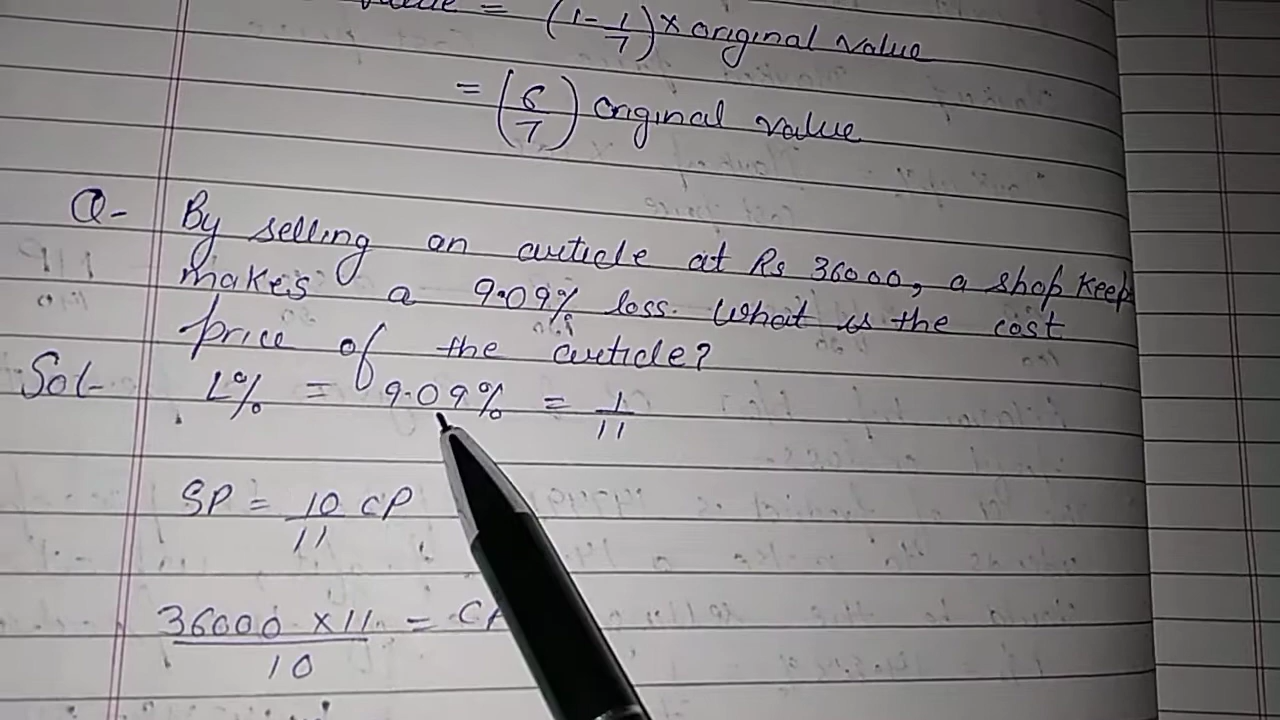 = (1 - 1/7) × original value
= (6/7) original value
Q- By selling an article at Rs 36000, a shop keep
makes a 9.09% loss. What is the cost
price of the article?
Sol- L% = 9.09% = 1/11
SP = 10/11 CP
36000 × 11/10 = CP